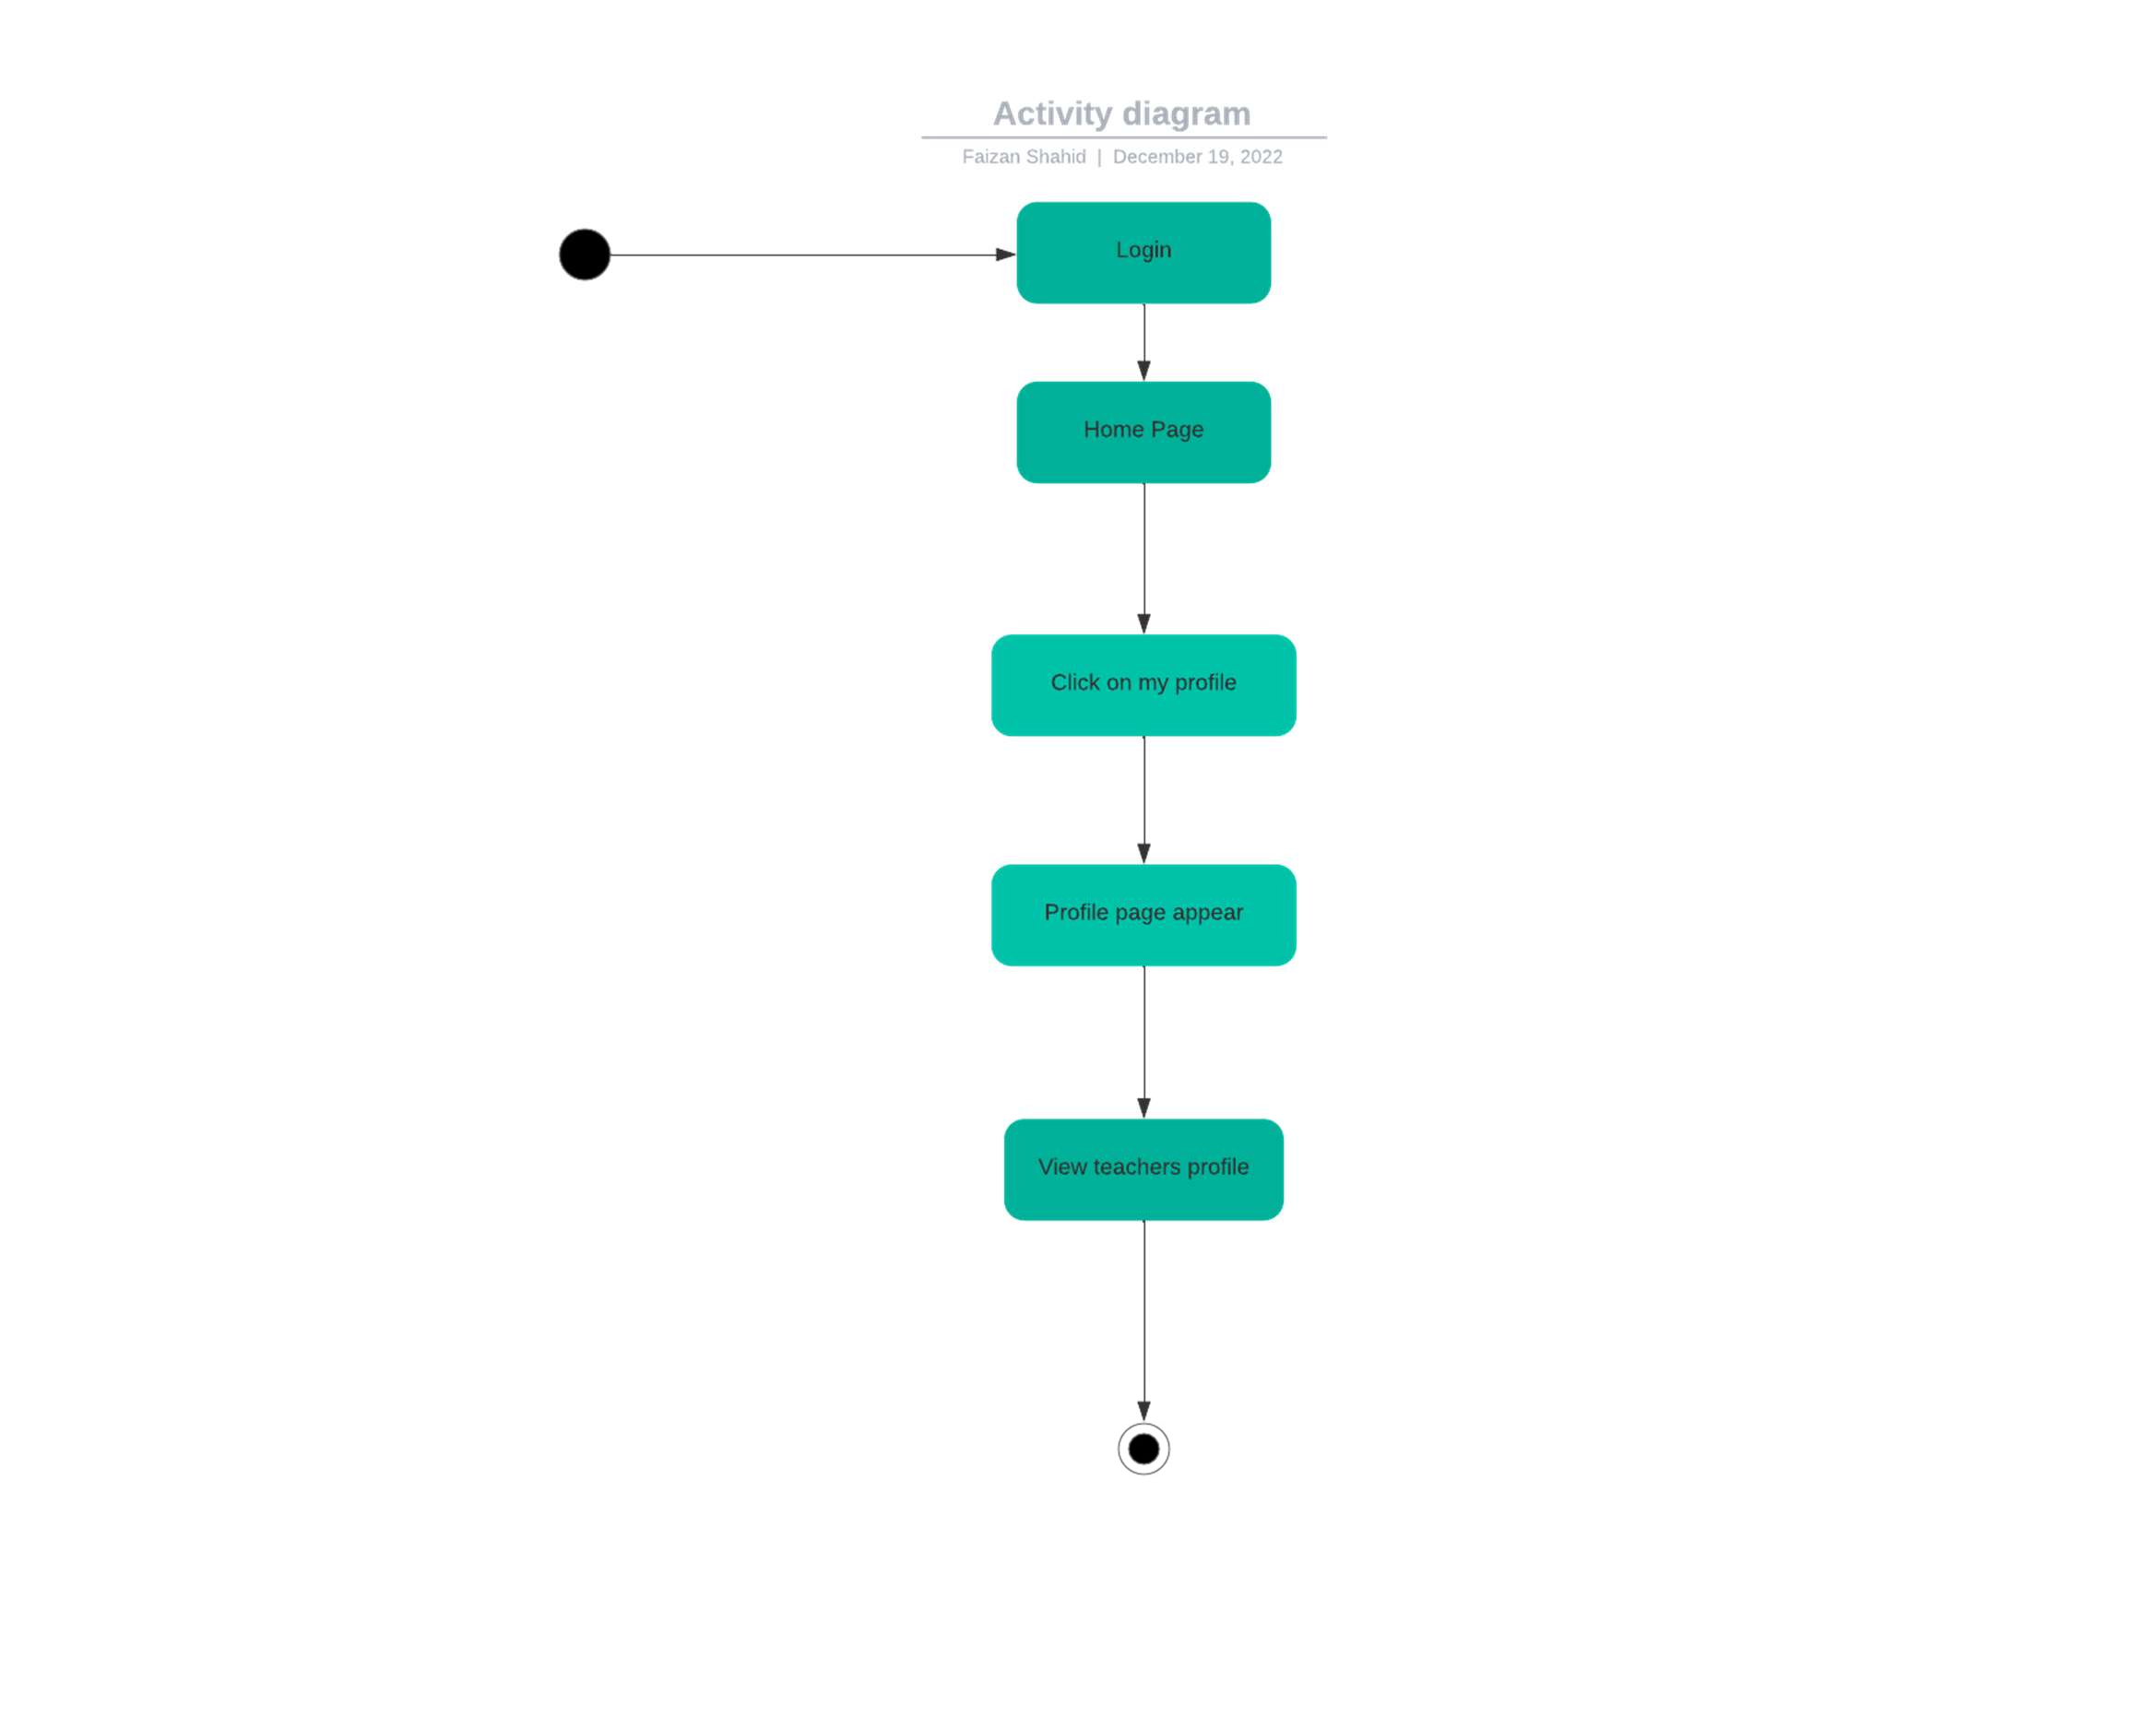 Activity diagram
Faizan Shahid | December 19, 2022
Login
Home Page
Click on my profile
Profile page appear
View teachers profile